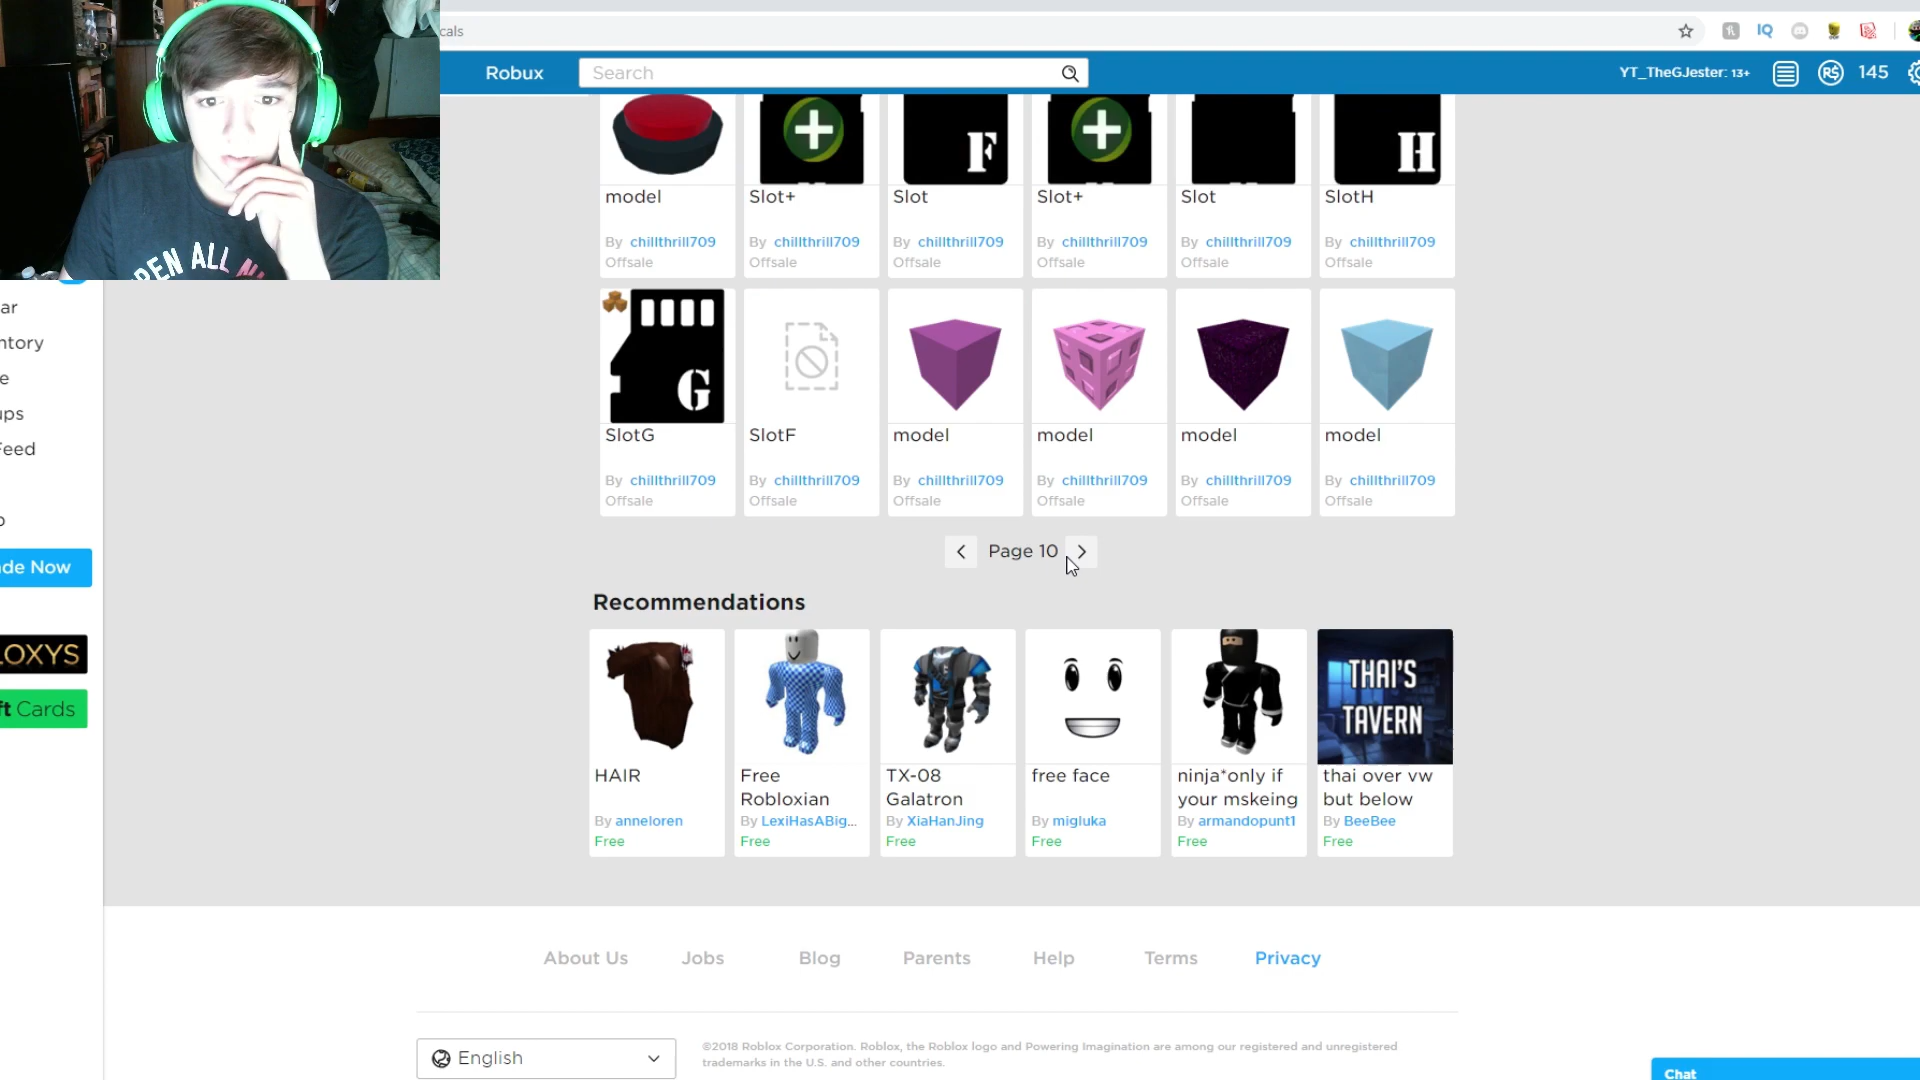 cals
Robux
Search
YT_TheGJester: 13+
145
OPEN ALL
F
H
model
Slot+
Slot
Slot+
Slot
SlotH
By chillthrill709
By chillthrill709
By chillthrill709
By chillthrill709
By chillthrill709
By chillthrill709
Offsale
Offsale
Offsale
Offsale
Offsale
Offsale
ar
ntory
e
ups
Feed
o
de Now
LOXYS
ft Cards
G
SlotG
SlotF
model
model
model
model
By chillthrill709
By chillthrill709
By chillthrill709
By chillthrill709
By chillthrill709
By chillthrill709
Offsale
Offsale
Offsale
Offsale
Offsale
Offsale
Page 10
Recommendations
THAI'S
TAVERN
HAIR
By anneloren
Free
Free
Robloxian
By LexiHasABig...
Free
TX-08
Galatron
By XiaHanJing
Free
free face
By migluka
Free
ninja*only if
your mskeing
By armandopunt1
Free
thai over vw
but below
By BeeBee
Free
About Us
Jobs
Blog
Parents
Help
Terms
Privacy
English
©2018 Roblox Corporation. Roblox, the Roblox logo and Powering Imagination are among our registered and unregistered
trademarks in the U.S. and other countries.
Chat